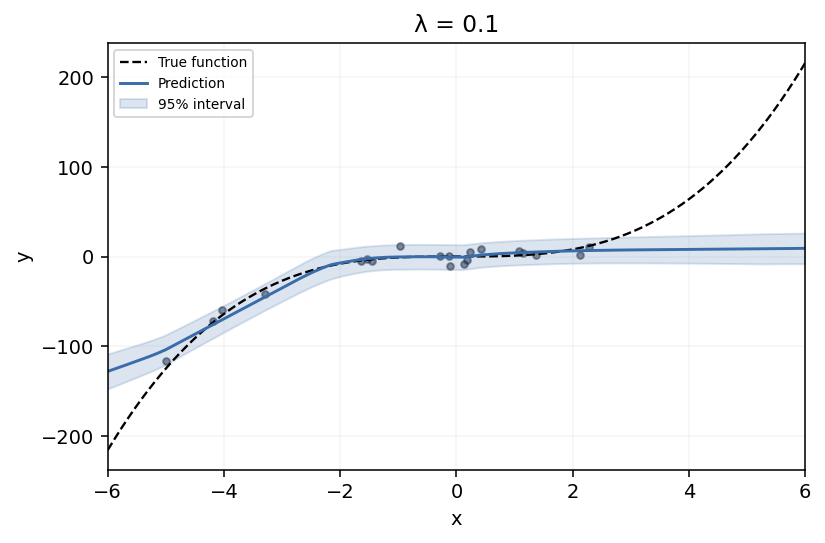 λ = 0.1
True function
Prediction
95% interval
y
200
100
0
−100
−200
−6
−4
−2
0
2
4
6
x